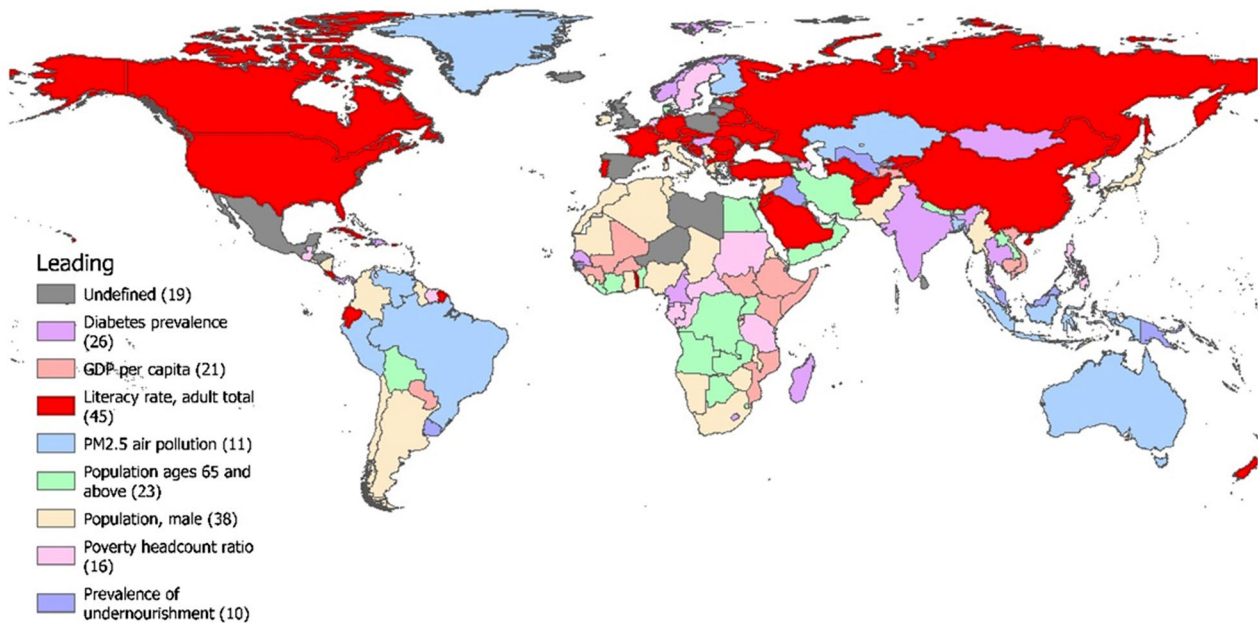 Leading
Undefined (19)
Diabetes prevalence
(26)
GDP per capita (21)
Literacy rate, adult total
(45)
PM2.5 air pollution (11)
Population ages 65 and
above (23)
Population, male (38)
Poverty headcount ratio
(16)
Prevalence of
undernourishment (10)